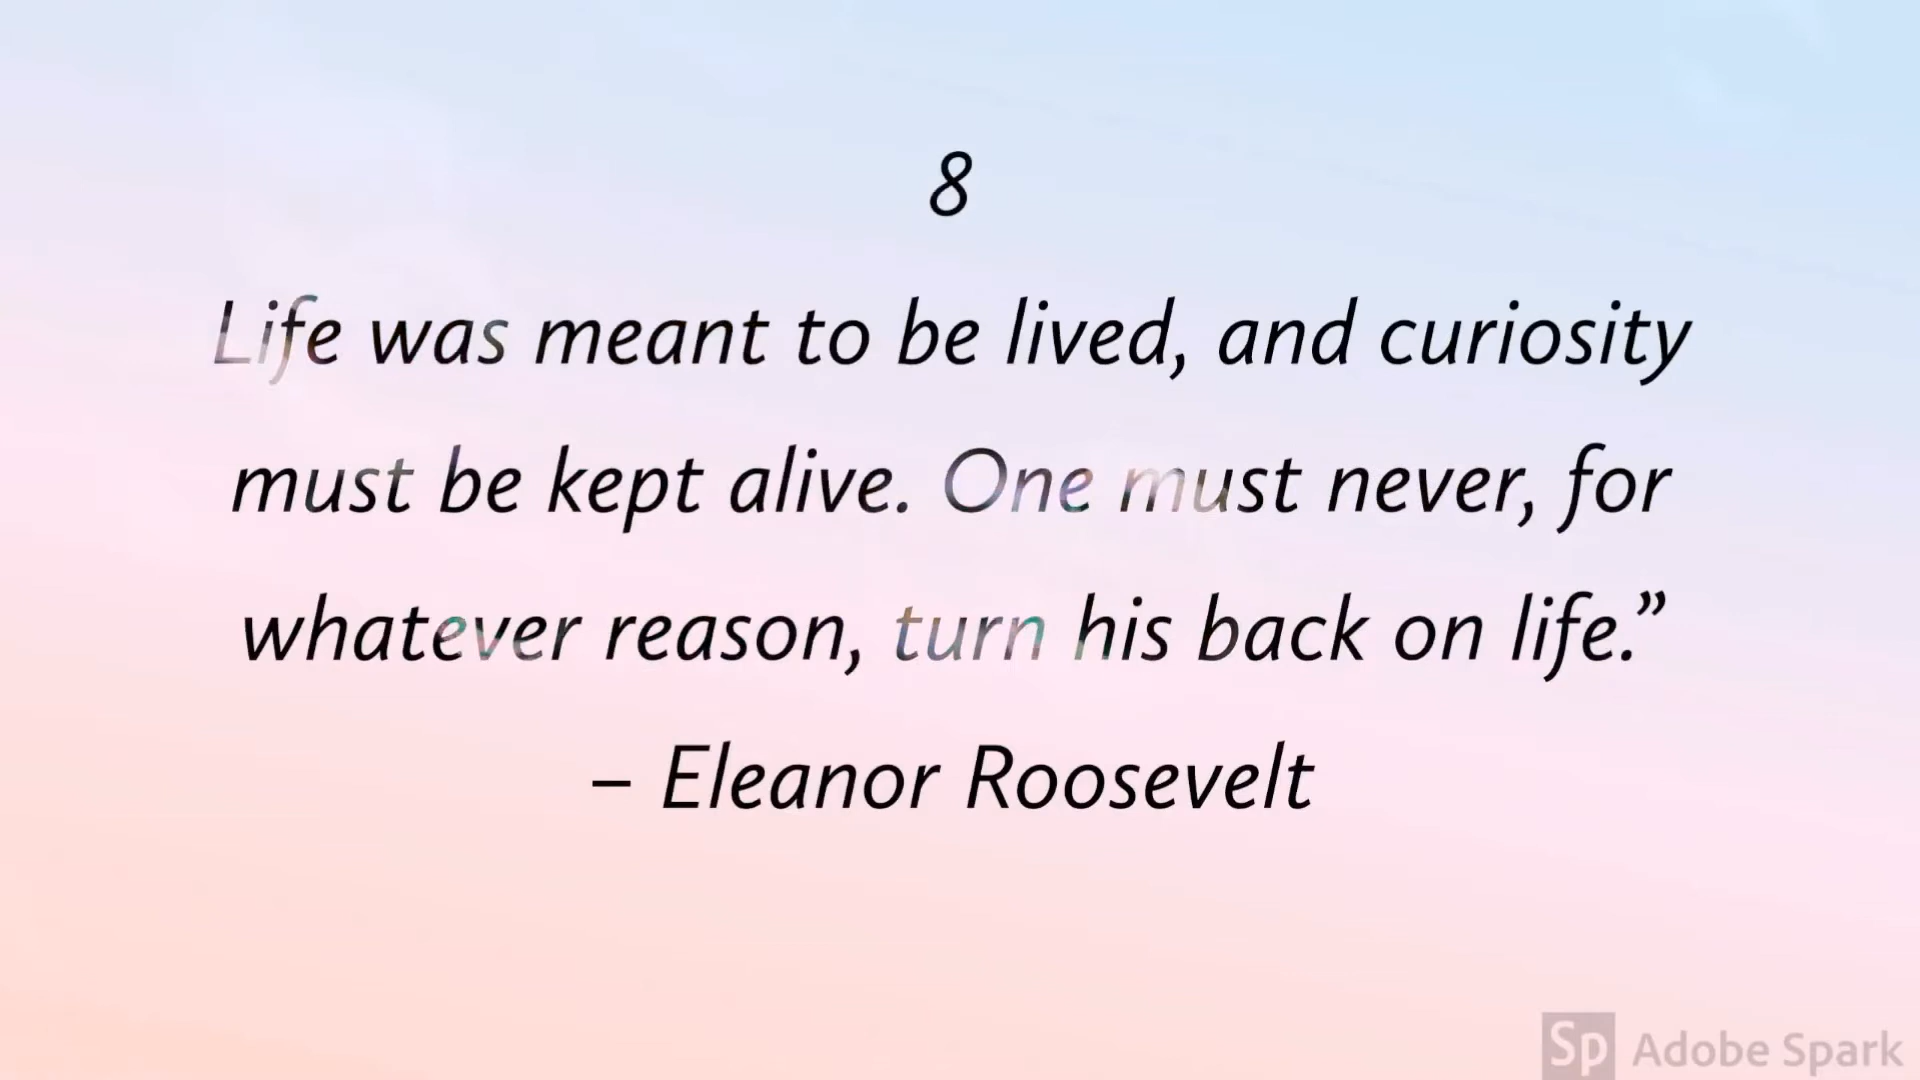 8
Life was meant to be lived, and curiosity
must be kept alive. One must never, for
whatever reason, turn his back on life.”
– Eleanor Roosevelt
Sp Adobe Spark